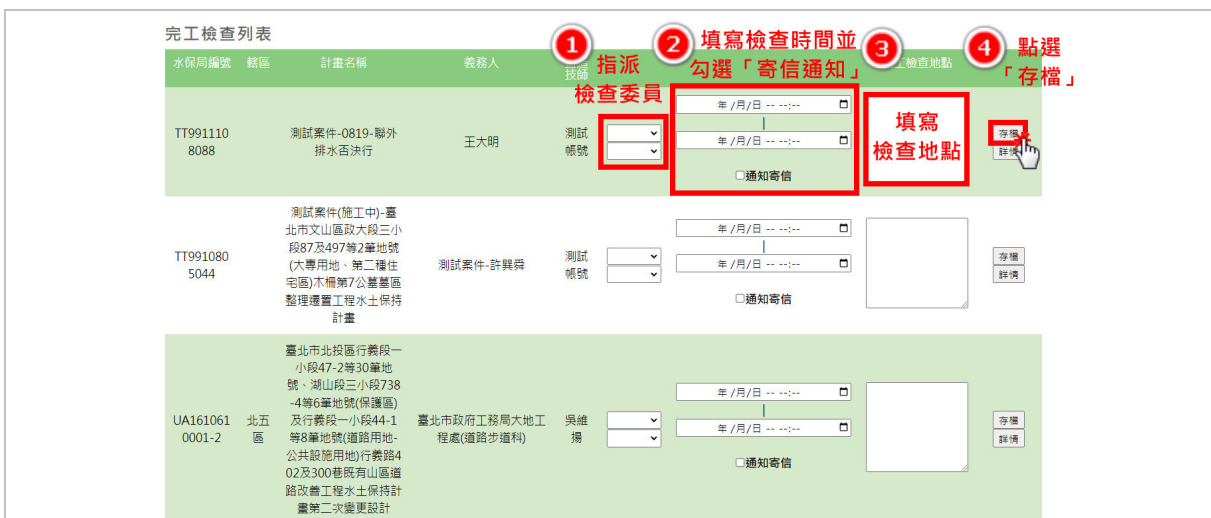 完工檢查列表
水保局編號 轄區 計畫名稱 義務人 技師 工檢查地點
1 指派
檢查委員
2 填寫檢查時間並
勾選「寄信通知」
3
4 點選
「存檔」
TT991110
8088
測試案件-0819-聯外
排水否決行
王大明
測試
帳號
年 /月/日 -- --:--
|
年 /月/日 -- --:--
□通知寄信
填寫
檢查地點
存檔
詳情
TT991080
5044
測試案件(施工中)-臺
北市文山區政大段三小
段87及497等2筆地號
(大專用地、第二種住
宅區)木柵第7公墓墓區
整理遷置工程水土保持
計畫
測試案件-許巽舜
測試
帳號
年 /月/日 -- --:--
|
年 /月/日 -- --:--
□通知寄信
存檔
詳情
UA161061
0001-2
北五
區
臺北市北投區行義段一
小段47-2等30筆地
號、湖山段三小段738
-4等6筆地號(保護區)
及行義段一小段44-1
等8筆地號(道路用地-
公共設施用地)行義路4
02及300巷既有山區道
路改善工程水土保持計
畫第二次變更設計
臺北市政府工務局大地工
程處(道路步道科)
吳維
揚
年 /月/日 -- --:--
|
年 /月/日 -- --:--
□通知寄信
存檔
詳情